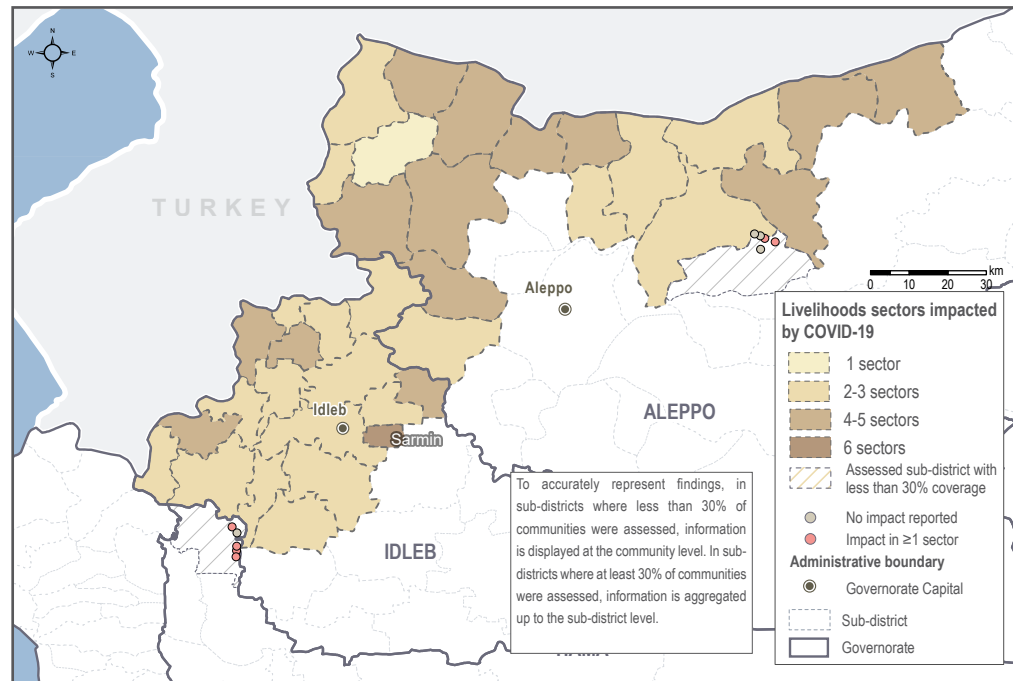 N
W E
S
TURKEY
Aleppo
0 10 20 30 km
Livelihoods sectors impacted
by COVID-19
1 sector
2-3 sectors
4-5 sectors
6 sectors
Assessed sub-district with
less than 30% coverage
No impact reported
Impact in ≥1 sector
Administrative boundary
Governorate Capital
Sub-district
Governorate
ALEPPO
Idleb
Sarmin
IDLEB
To accurately represent findings, in
sub-districts where less than 30% of
communities were assessed, information
is displayed at the community level. In sub-
districts where at least 30% of communities
were assessed, information is aggregated
up to the sub-district level.